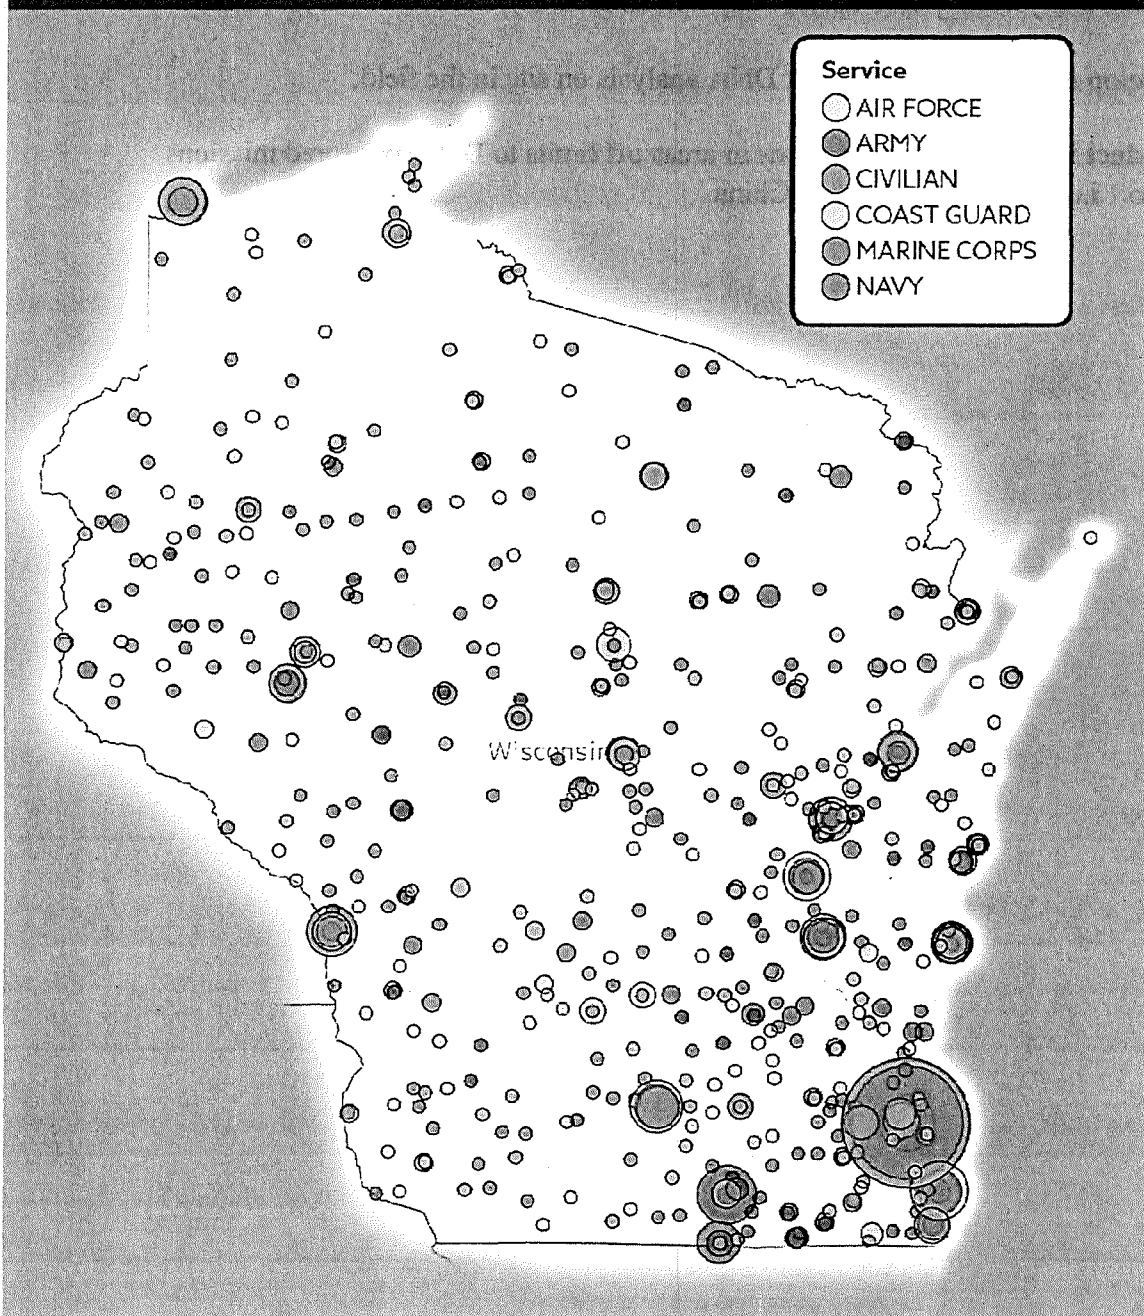 Service
AIR FORCE
ARMY
CIVILIAN
COAST GUARD
MARINE CORPS
NAVY
Wisconsin